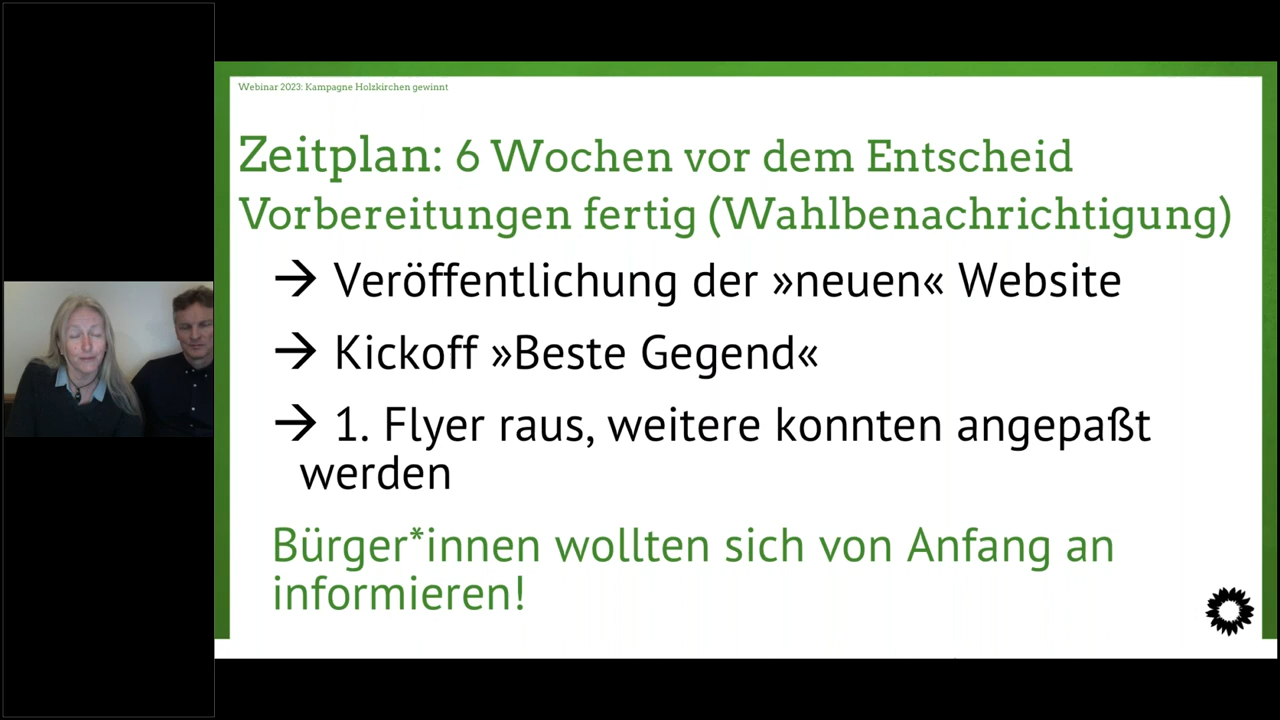 Webinar 2023: Kampagne Holzkirchen gewinnt
Zeitplan: 6 Wochen vor dem Entscheid
Vorbereitungen fertig (Wahlbenachrichtigung)
→ Veröffentlichung der »neuen« Website
→ Kickoff »Beste Gegend«
→ 1. Flyer raus, weitere konnten angepaßt
werden
Bürger*innen wollten sich von Anfang an
informieren!